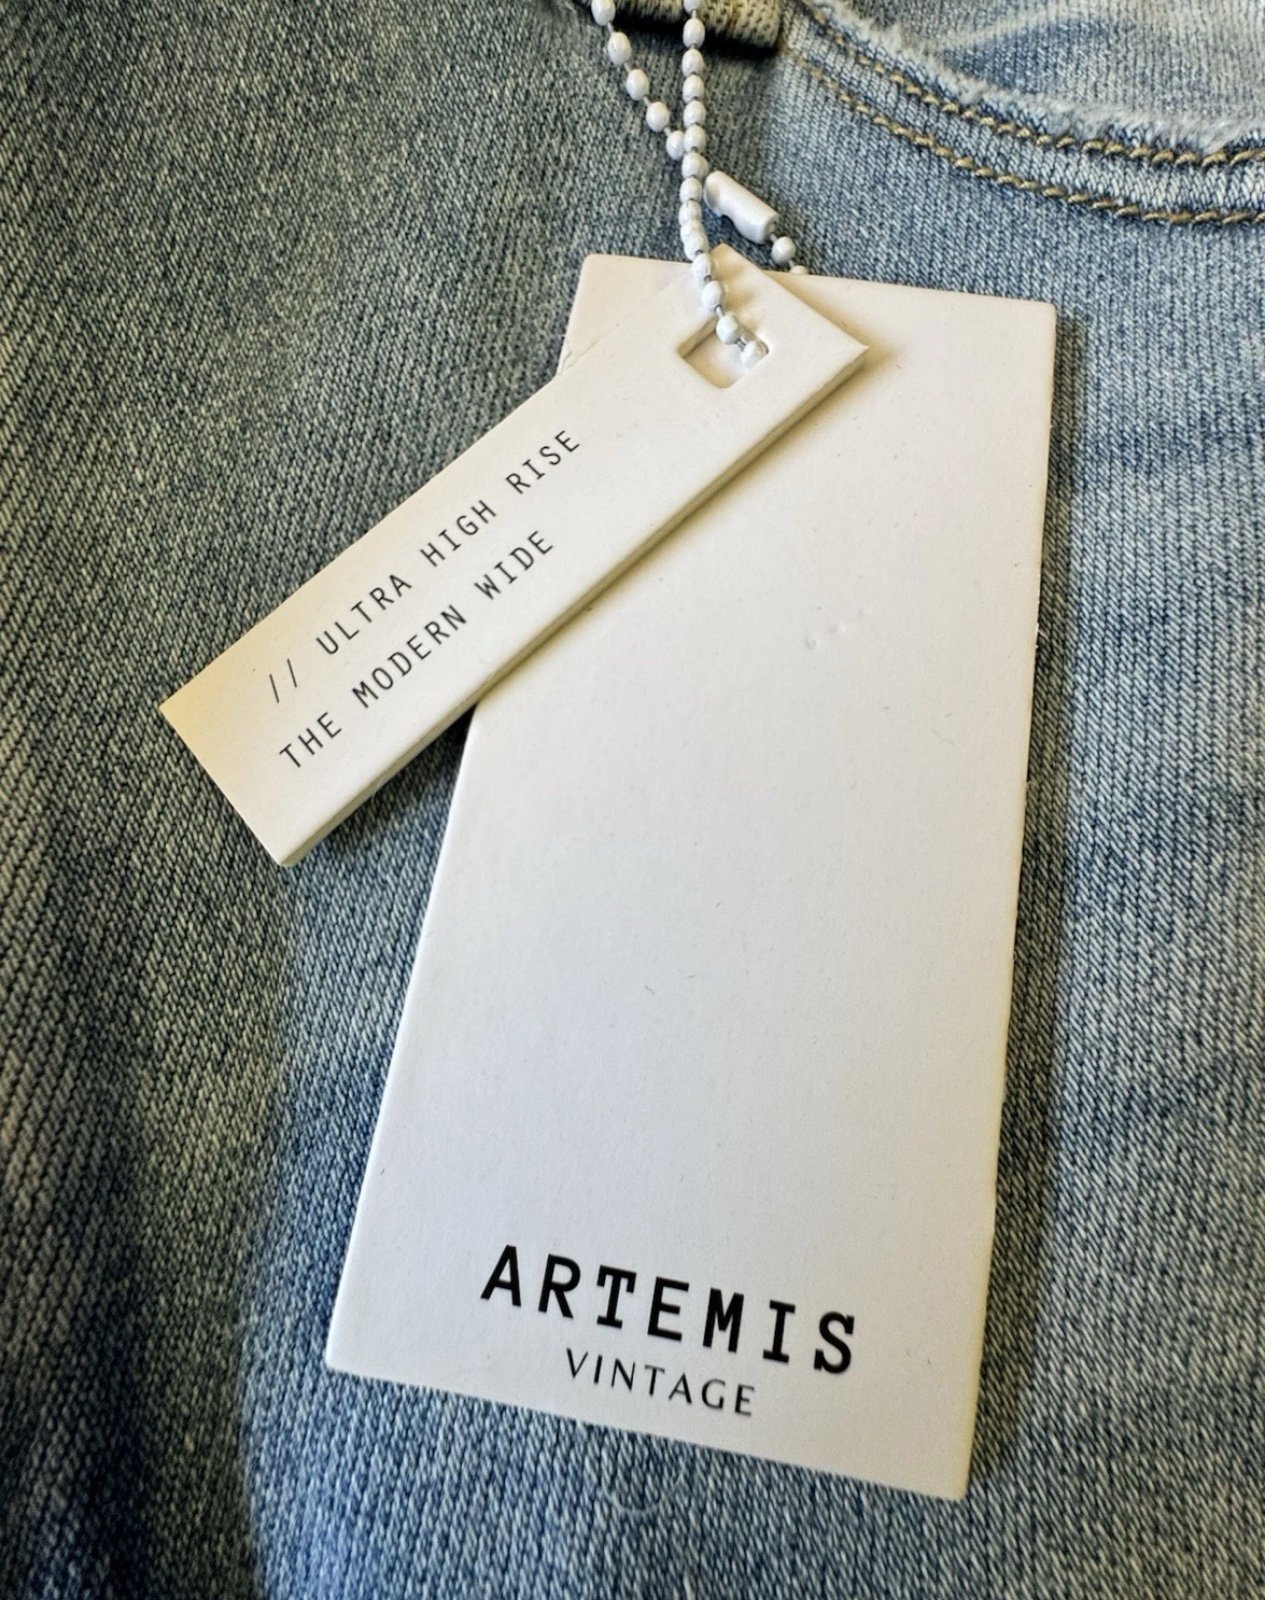 // ULTRA HIGH RISE
THE MODERN WIDE
ARTEMIS
VINTAGE